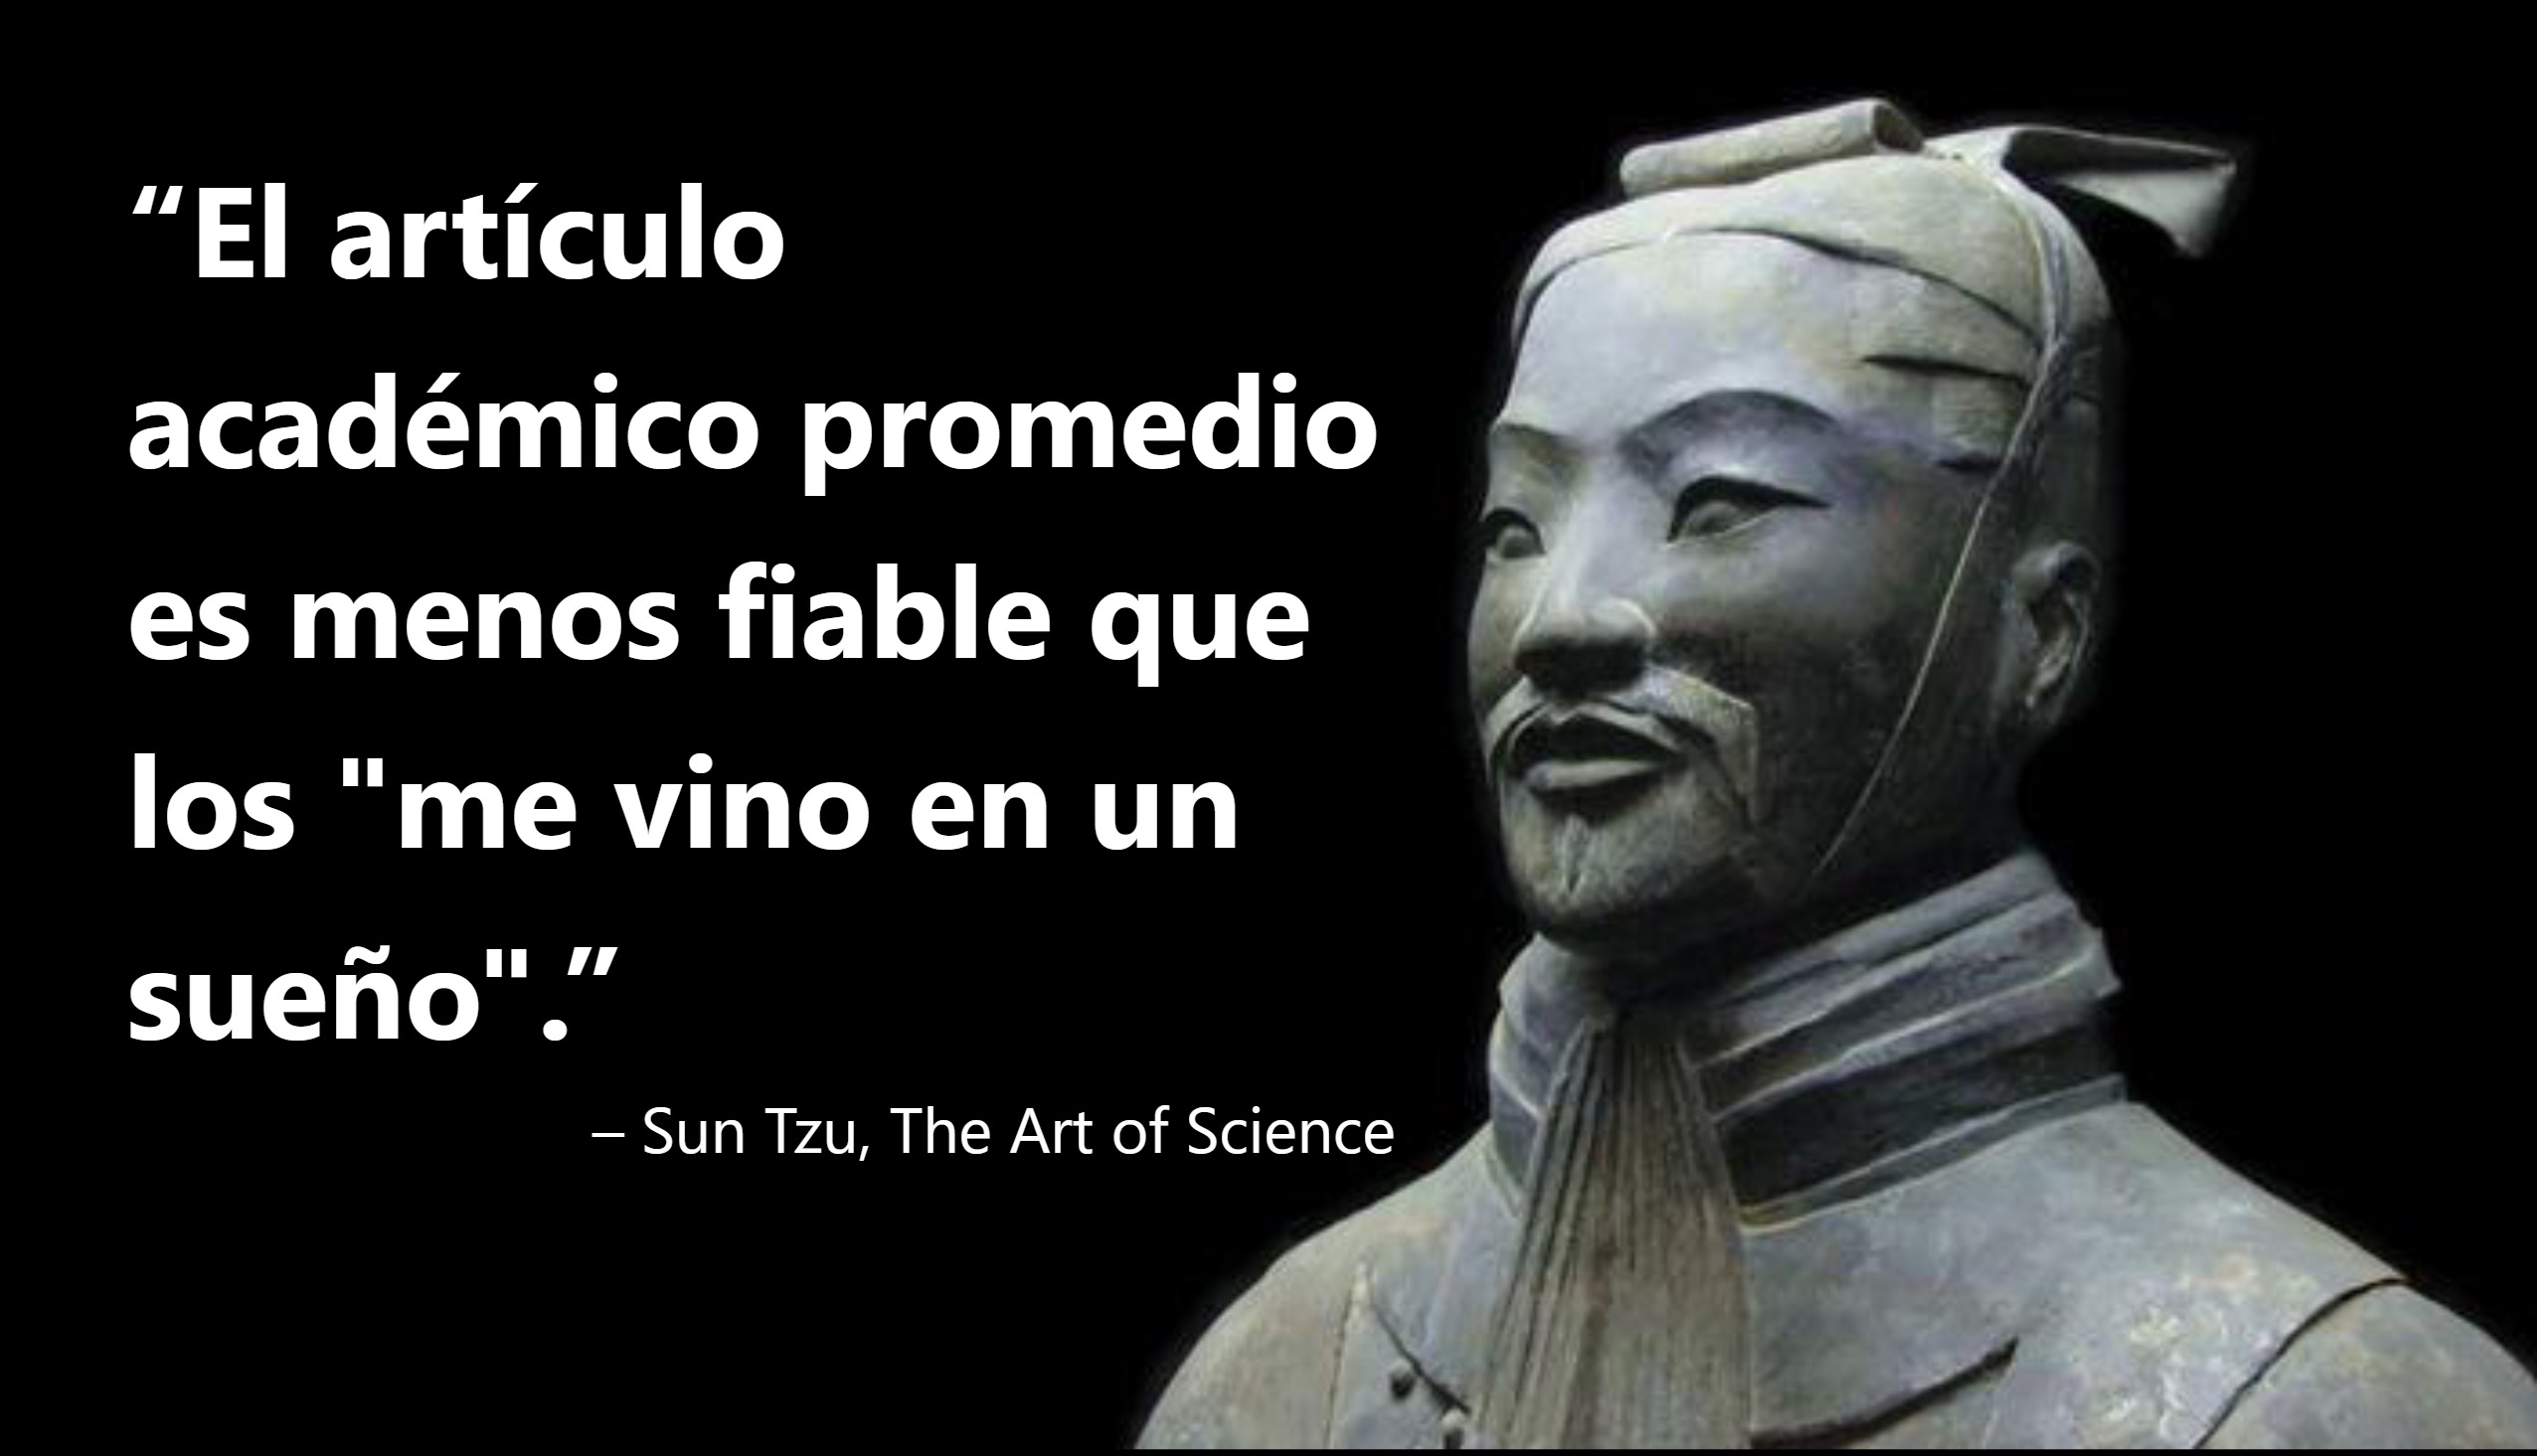 “El artículo
académico promedio
es menos fiable que
los "me vino en un
sueño".”
– Sun Tzu, The Art of Science